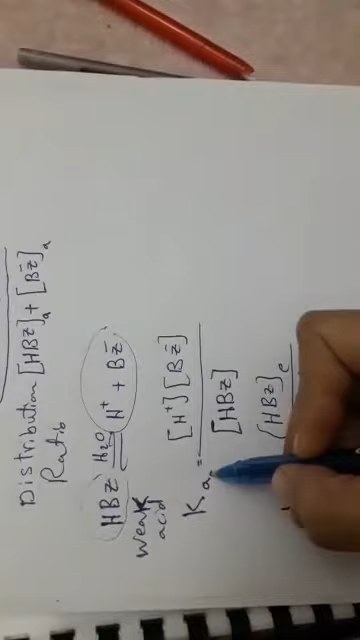 Distribution
Ratio
[HBz]ₐ + [Bz̄]ₐ
HBz ⇌ H⁺ + Bz̄
H₂O
Weak
acid
Kₐ = [H⁺][Bz̄]
[HBz]
[HBz]ₑ